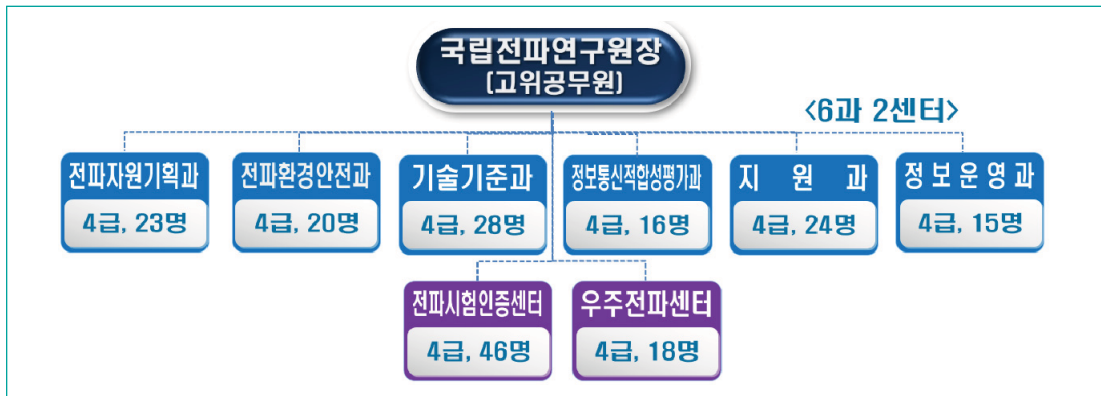 국립전파연구원장
(고위공무원)
<6과 2센터>
전파자원기획과
4급, 23명
전파환경안전과
4급, 20명
기술기준과
4급, 28명
정보통신적합성평가과
4급, 16명
지 원 과
4급, 24명
정보운영과
4급, 15명
전파시험인증센터
4급, 46명
우주전파센터
4급, 18명